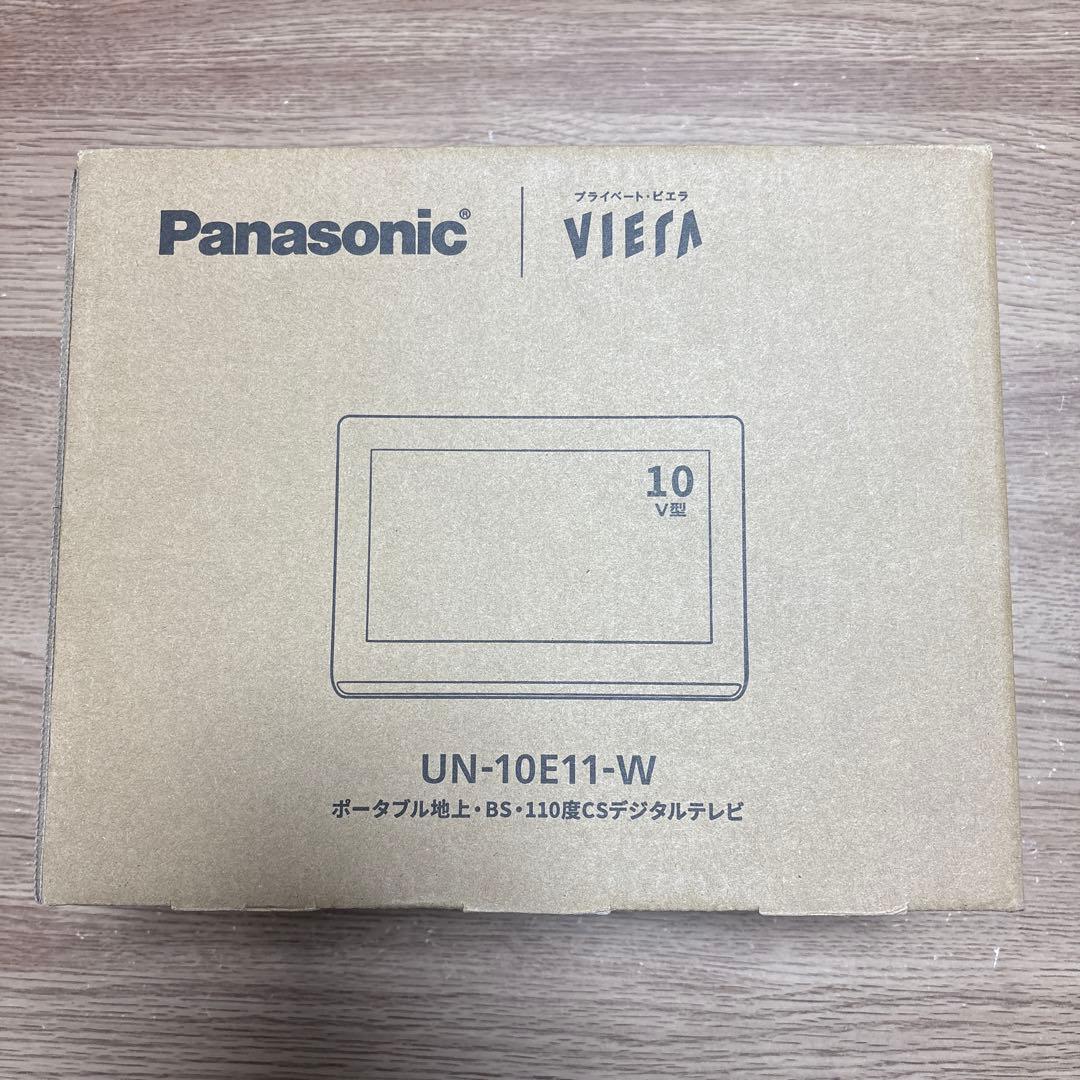 Panasonic®
プライベート・ビエラ
VIERA
10
V型
UN-10E11-W
ポータブル地上・BS・110度CSデジタルテレビ